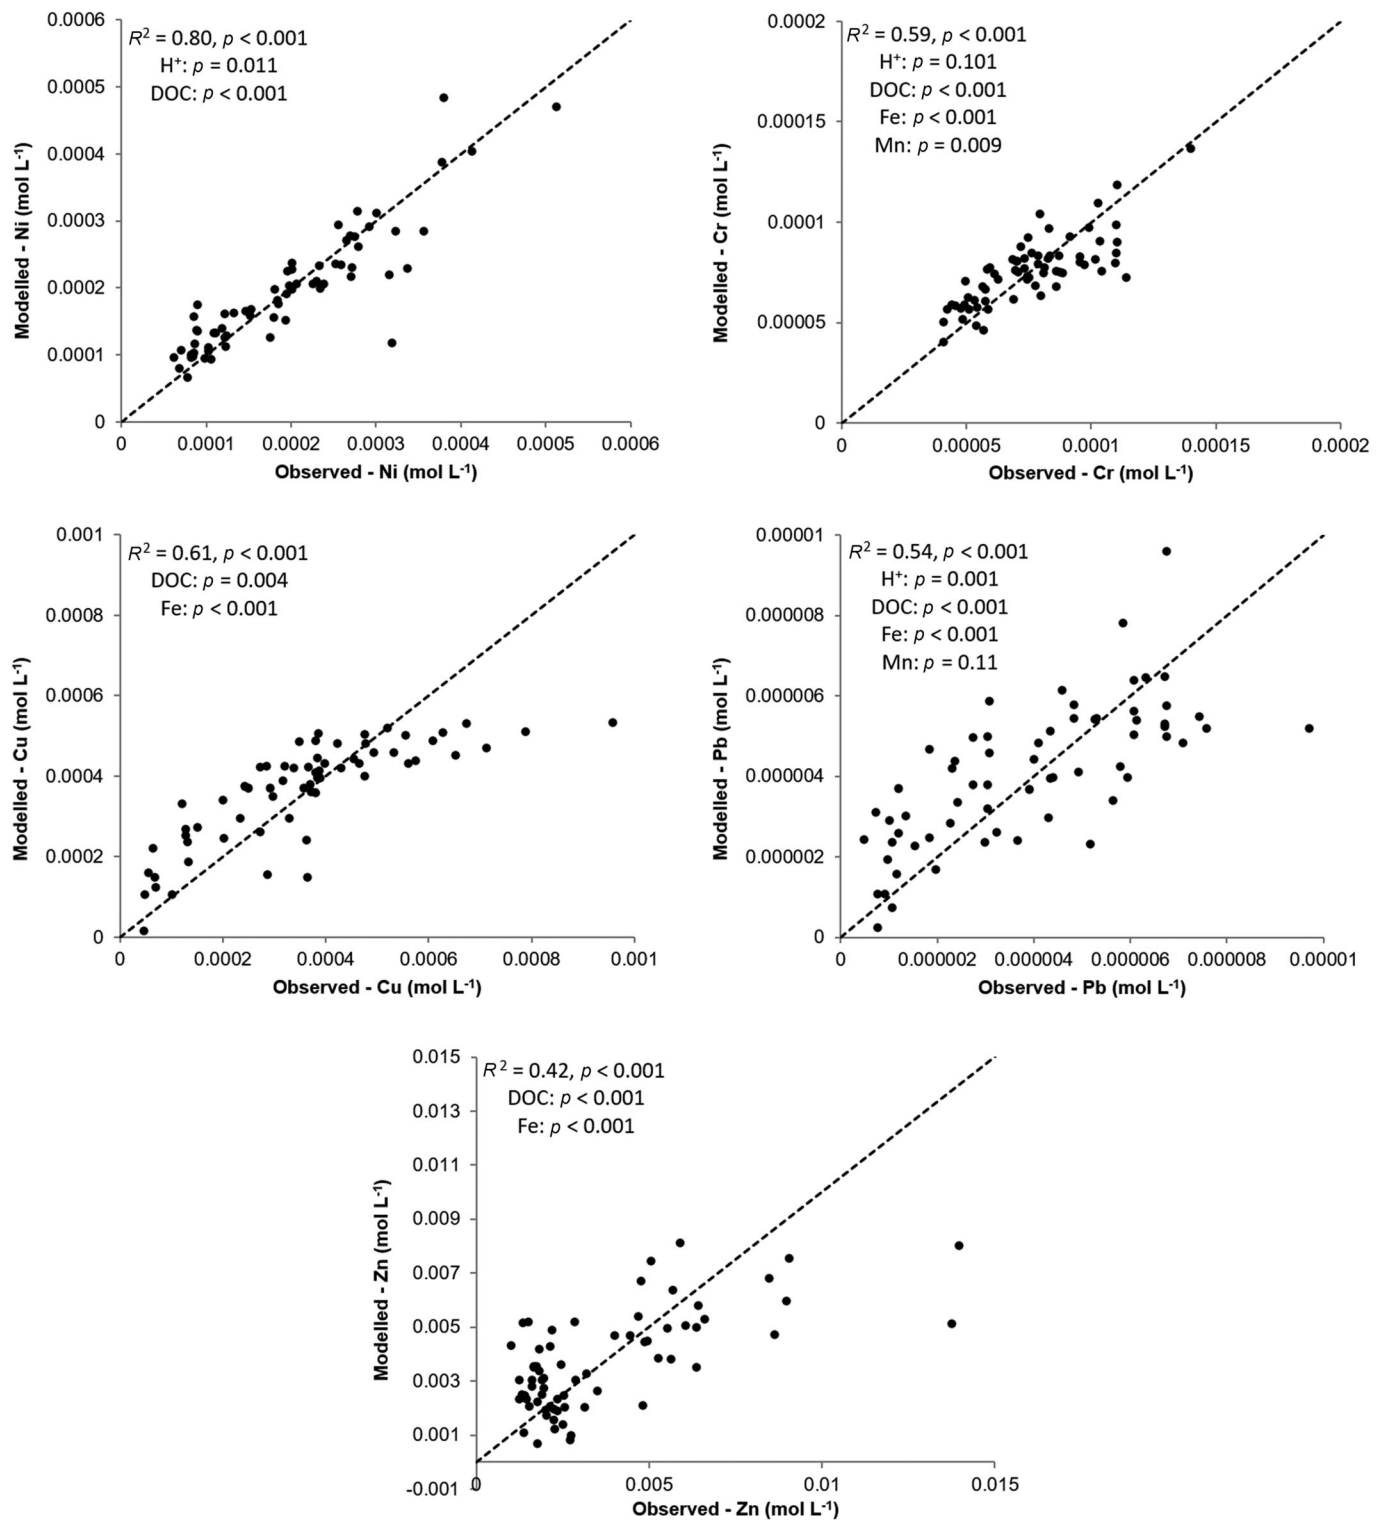 0.0006
0.0005
0.0004
0.0003
0.0002
0.0001
0
R² = 0.80, p < 0.001
H⁺: p = 0.011
DOC: p < 0.001
Modelled - Ni (mol L⁻¹)
0 0.0001 0.0002 0.0003 0.0004 0.0005 0.0006
Observed - Ni (mol L⁻¹)
0.0002
0.00015
0.0001
0.00005
0
R² = 0.59, p < 0.001
H⁺: p = 0.101
DOC: p < 0.001
Fe: p < 0.001
Mn: p = 0.009
Modelled - Cr (mol L⁻¹)
0 0.00005 0.0001 0.00015 0.0002
Observed - Cr (mol L⁻¹)
0.001
0.0008
0.0006
0.0004
0.0002
0
R² = 0.61, p < 0.001
DOC: p = 0.004
Fe: p < 0.001
Modelled - Cu (mol L⁻¹)
0 0.0002 0.0004 0.0006 0.0008 0.001
Observed - Cu (mol L⁻¹)
0.00001
0.000008
0.000006
0.000004
0.000002
0
R² = 0.54, p < 0.001
H⁺: p = 0.001
DOC: p < 0.001
Fe: p < 0.001
Mn: p = 0.11
Modelled - Pb (mol L⁻¹)
0 0.000002 0.000004 0.000006 0.000008 0.00001
Observed - Pb (mol L⁻¹)
0.015
0.013
0.011
0.009
0.007
0.005
0.003
0.001
-0.001
R² = 0.42, p < 0.001
DOC: p < 0.001
Fe: p < 0.001
Modelled - Zn (mol L⁻¹)
0 0.005 0.01 0.015
Observed - Zn (mol L⁻¹)